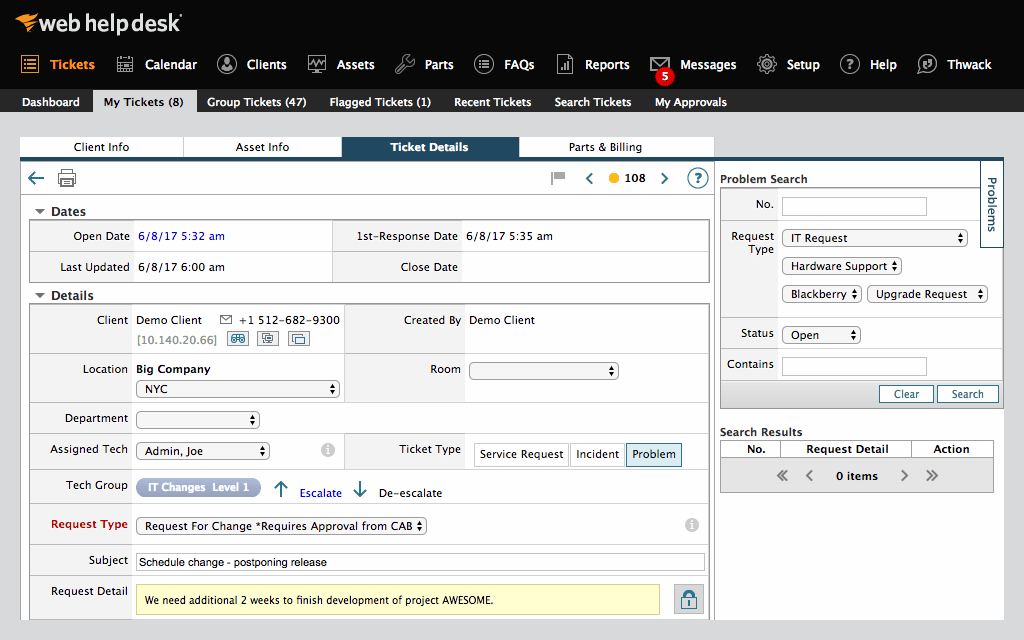 web help desk
Tickets Calendar Clients Assets Parts FAQs Reports Messages 5 Setup Help Thwack
Dashboard My Tickets (8) Group Tickets (47) Flagged Tickets (1) Recent Tickets Search Tickets My Approvals
Client Info Asset Info Ticket Details Parts & Billing
108 ?
Dates
Open Date 6/8/17 5:32 am 1st-Response Date 6/8/17 5:35 am
Last Updated 6/8/17 6:00 am Close Date
Details
Client Demo Client +1 512-682-9300 Created By Demo Client
[10.140.20.66]
Location Big Company Room
NYC
Department
Assigned Tech Admin, Joe Ticket Type Service Request Incident Problem
Tech Group IT Changes Level 1 Escalate De-escalate
Request Type Request For Change *Requires Approval from CAB
Subject Schedule change - postponing release
Request Detail We need additional 2 weeks to finish development of project AWESOME.
Problem Search
Problems
No.
Request Type IT Request
Hardware Support
Blackberry Upgrade Request
Status Open
Contains
Clear Search
Search Results
No. Request Detail Action
0 items